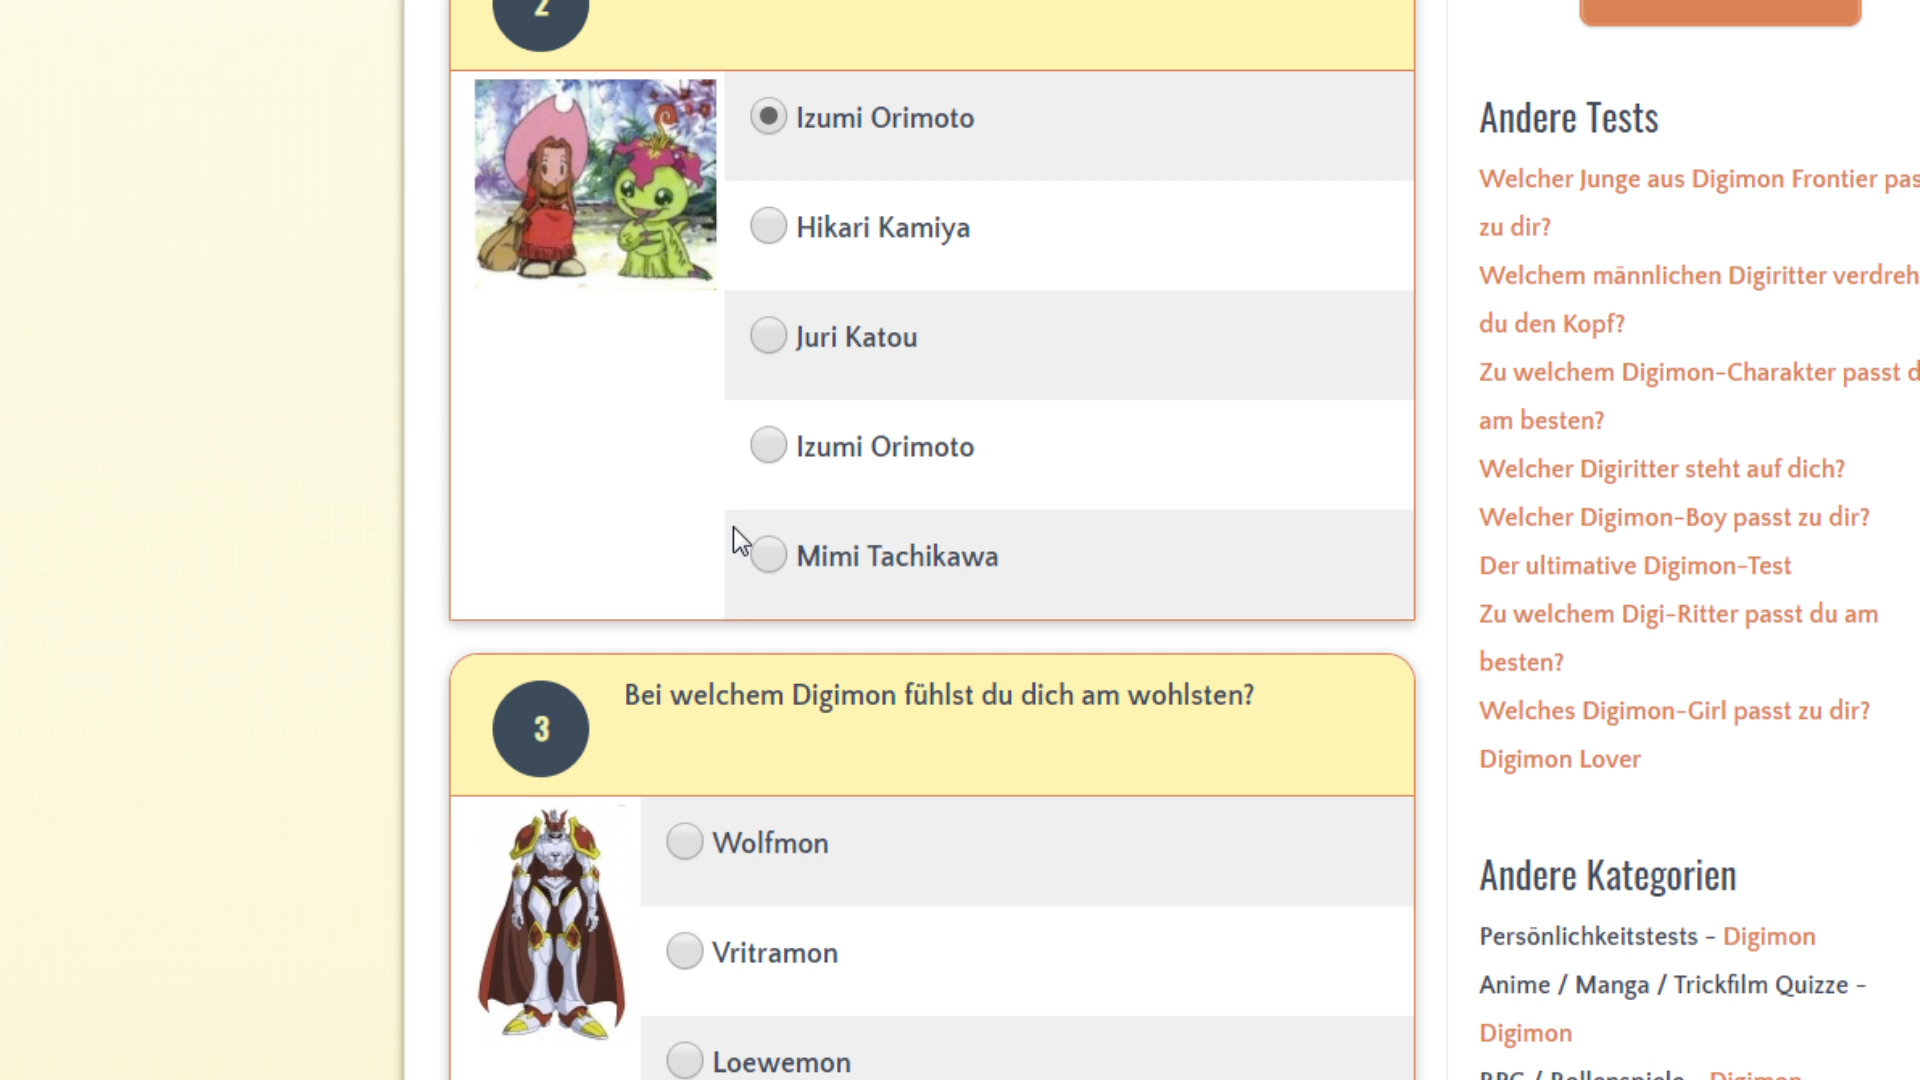 2
Izumi Orimoto
Hikari Kamiya
Juri Katou
Izumi Orimoto
Mimi Tachikawa
3
Bei welchem Digimon fühlst du dich am wohlsten?
Wolfmon
Vritramon
Loewemon
Andere Tests
Welcher Junge aus Digimon Frontier pas
zu dir?
Welchem männlichen Digiritter verdreh
du den Kopf?
Zu welchem Digimon-Charakter passt d
am besten?
Welcher Digiritter steht auf dich?
Welcher Digimon-Boy passt zu dir?
Der ultimative Digimon-Test
Zu welchem Digi-Ritter passt du am
besten?
Welches Digimon-Girl passt zu dir?
Digimon Lover
Andere Kategorien
Persönlichkeitstests - Digimon
Anime / Manga / Trickfilm Quizze -
Digimon
RPG / Rollenspiele - Digimon